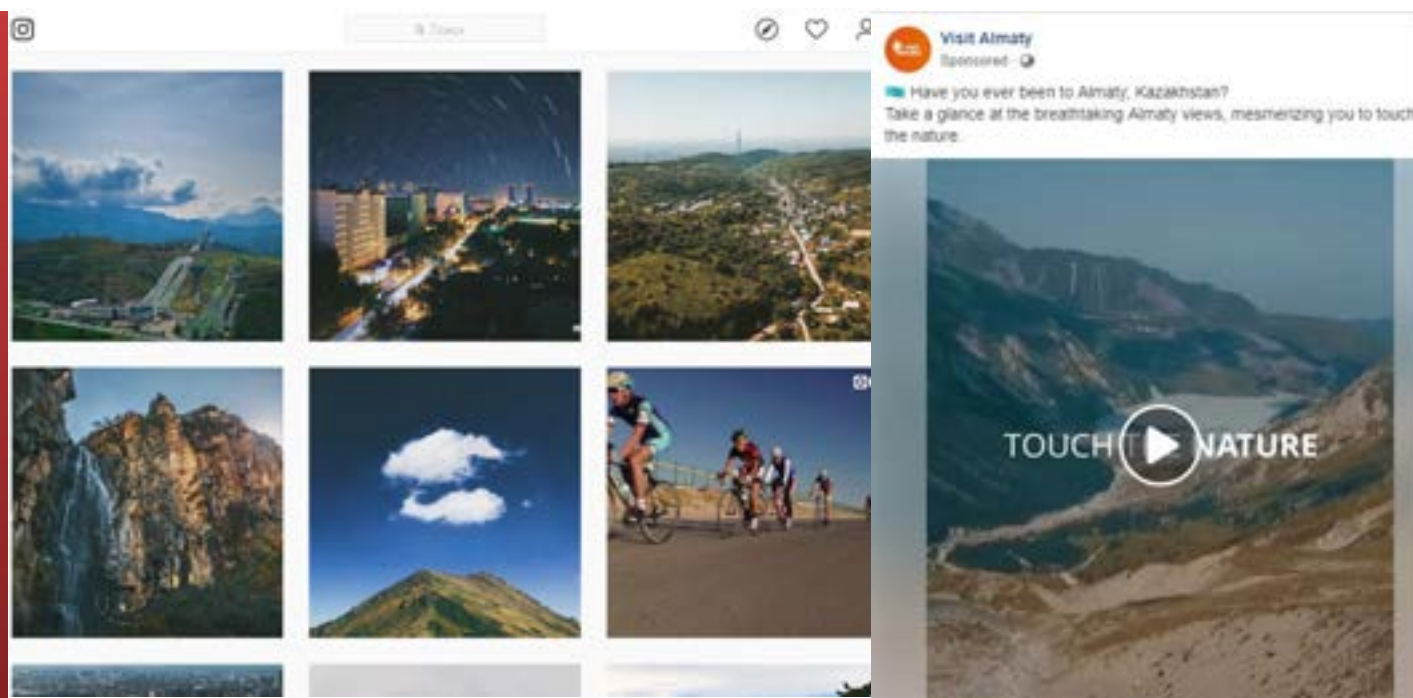 Поиск
Visit Almaty
Sponsored
Have you ever been to Almaty, Kazakhstan?
Take a glance at the breathtaking Almaty views, mesmerizing you to touch
the nature.
TOUCH NATURE